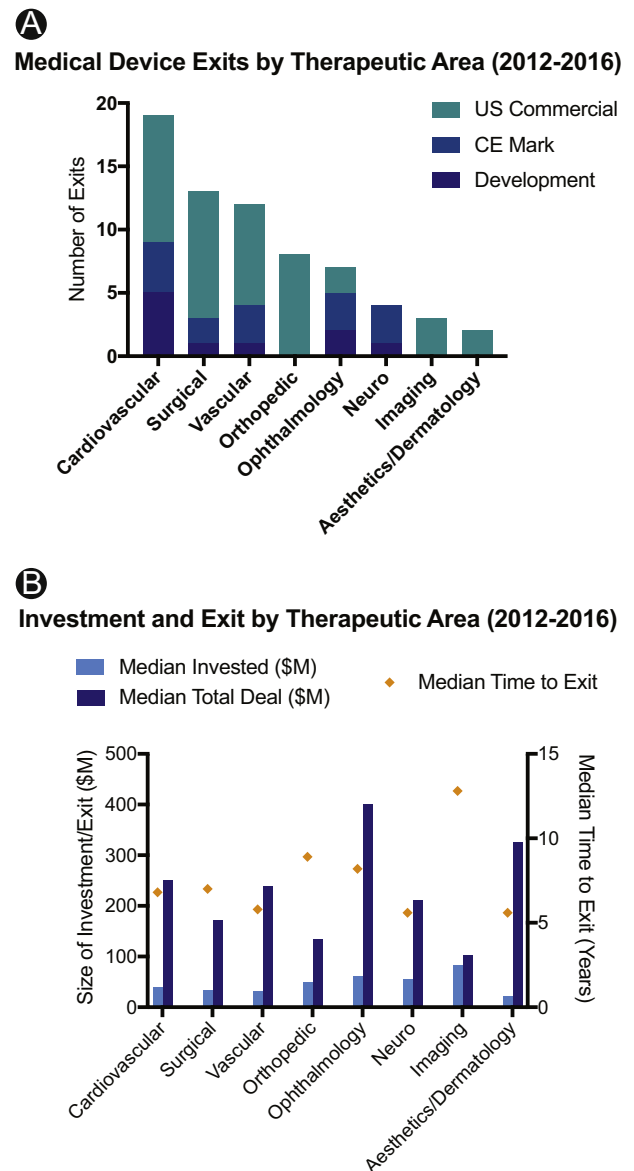 A
Medical Device Exits by Therapeutic Area (2012-2016)
US Commercial
CE Mark
Development
Number of Exits
20
15
10
5
0
Cardiovascular
Surgical
Vascular
Orthopedic
Ophthalmology
Neuro
Imaging
Aesthetics/Dermatology
B
Investment and Exit by Therapeutic Area (2012-2016)
Median Invested ($M)
Median Total Deal ($M)
Median Time to Exit
Size of Investment/Exit ($M)
500
400
300
200
100
0
15
10
5
0
Median Time to Exit (Years)
Cardiovascular
Surgical
Vascular
Orthopedic
Ophthalmology
Neuro
Imaging
Aesthetics/Dermatology